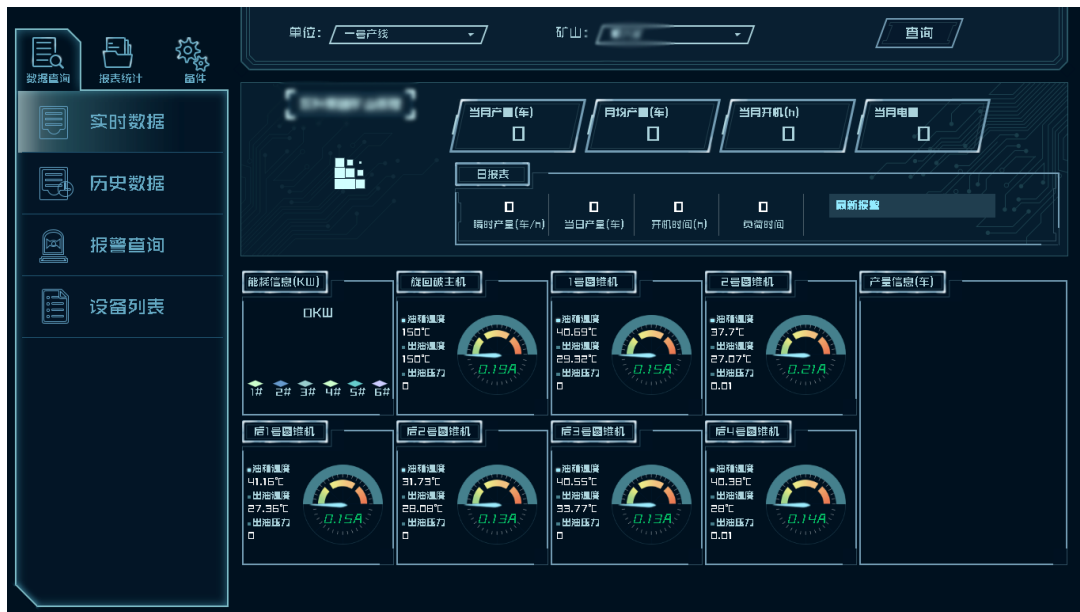 单位：
一号产线
矿山：
查询
数据查询
报表统计
备件
实时数据
历史数据
报警查询
设备列表
当月产量(车)
0
月均产量(车)
0
当月开机(h)
0
当月电量
0
日报表
0
瞬时产量(车/h)
0
当日产量(车)
0
开机时间(h)
0
负荷时间
最新报警
能耗信息(KW)
0KW
1#
2#
3#
4#
5#
6#
旋回破主机
油箱温度
150℃
出油温度
150℃
出油压力
0
0.19A
1号圆锥机
油箱温度
40.69℃
出油温度
29.32℃
出油压力
0
0.15A
2号圆锥机
油箱温度
37.7℃
出油温度
27.07℃
出油压力
0.01
0.21A
产量信息(车)
后1号圆锥机
油箱温度
41.16℃
出油温度
27.36℃
出油压力
0
0.15A
后2号圆锥机
油箱温度
31.73℃
出油温度
28.08℃
出油压力
0
0.13A
后3号圆锥机
油箱温度
40.55℃
出油温度
33.77℃
出油压力
0
0.13A
后4号圆锥机
油箱温度
40.38℃
出油温度
28℃
出油压力
0.01
0.14A